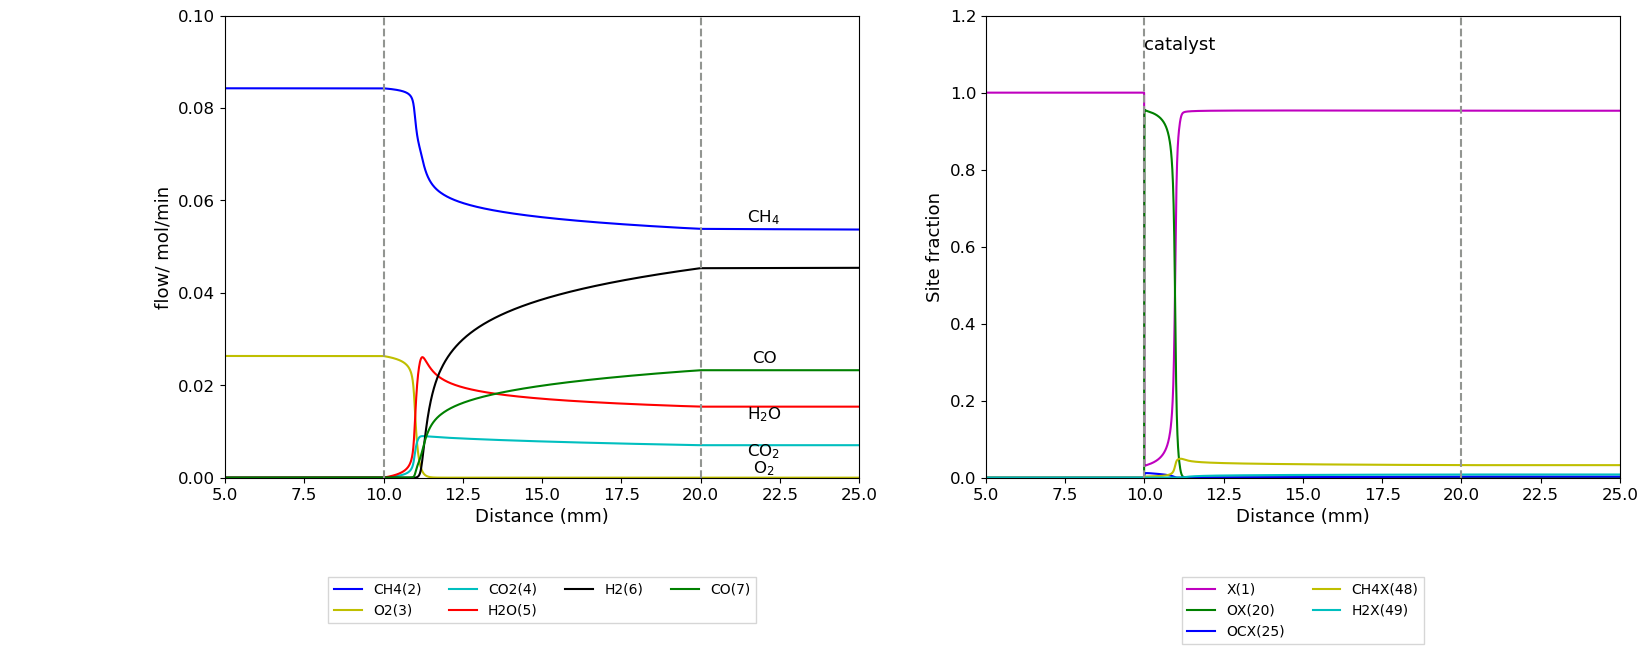 0.10
0.08
0.06
0.04
0.02
0.00
flow/ mol/min
CH4
CO
H2O
CO2
O2
5.0 7.5 10.0 12.5 15.0 17.5 20.0 22.5 25.0
Distance (mm)
CH4(2) CO2(4) H2(6) CO(7)
O2(3) H2O(5)
1.2
1.0
0.8
0.6
0.4
0.2
0.0
Site fraction
catalyst
5.0 7.5 10.0 12.5 15.0 17.5 20.0 22.5 25.0
Distance (mm)
X(1) CH4X(48)
OX(20) H2X(49)
OCX(25)